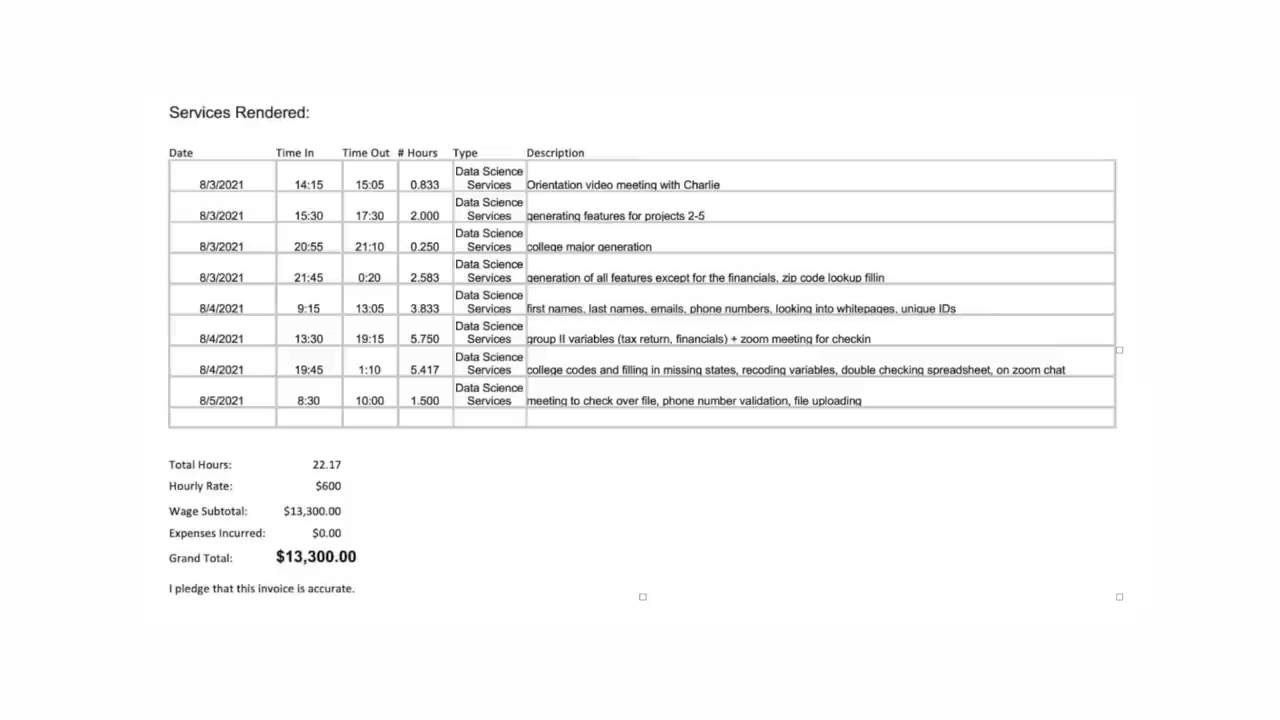 Services Rendered:
Date Time In Time Out # Hours Type Description
8/3/2021 14:15 15:05 0.833 Data Science Services Orientation video meeting with Charlie
8/3/2021 15:30 17:30 2.000 Data Science Services generating features for projects 2-5
8/3/2021 20:55 21:10 0.250 Data Science Services college major generation
8/3/2021 21:45 0:20 2.583 Data Science Services generation of all features except for the financials, zip code lookup fillin
8/4/2021 9:15 13:05 3.833 Data Science Services first names, last names, emails, phone numbers, looking into whitepages, unique IDs
8/4/2021 13:30 19:15 5.750 Data Science Services group II variables (tax return, financials) + zoom meeting for checkin
8/4/2021 19:45 1:10 5.417 Data Science Services college codes and filling in missing states, recoding variables, double checking spreadsheet, on zoom chat
8/5/2021 8:30 10:00 1.500 Data Science Services meeting to check over file, phone number validation, file uploading
Total Hours: 22.17
Hourly Rate: $600
Wage Subtotal: $13,300.00
Expenses Incurred: $0.00
Grand Total: $13,300.00
I pledge that this invoice is accurate.